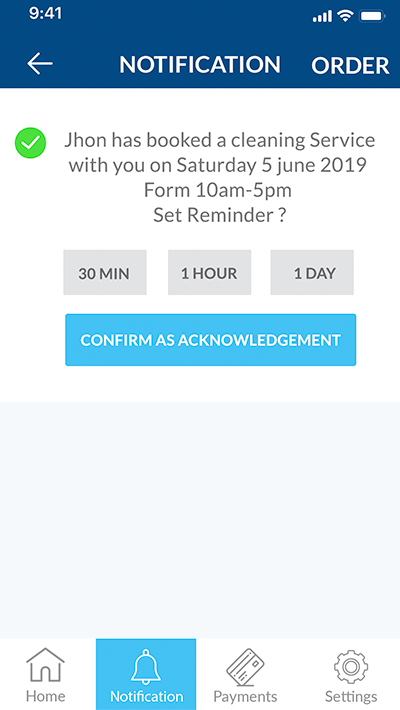 9:41
NOTIFICATION ORDER
Jhon has booked a cleaning Service
with you on Saturday 5 june 2019
Form 10am-5pm
Set Reminder ?
30 MIN 1 HOUR 1 DAY
CONFIRM AS ACKNOWLEDGEMENT
Home Notification Payments Settings